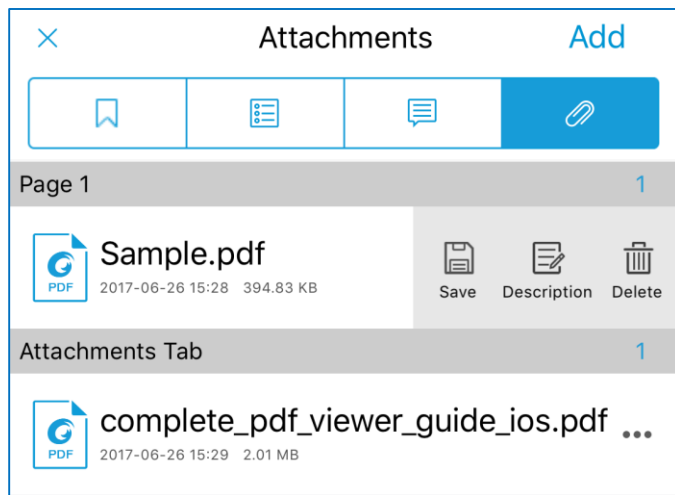 Attachments Add
Page 1 1
Sample.pdf
2017-06-26 15:28 394.83 KB
PDF
Save Description Delete
Attachments Tab 1
complete_pdf_viewer_guide_ios.pdf
2017-06-26 15:29 2.01 MB
PDF